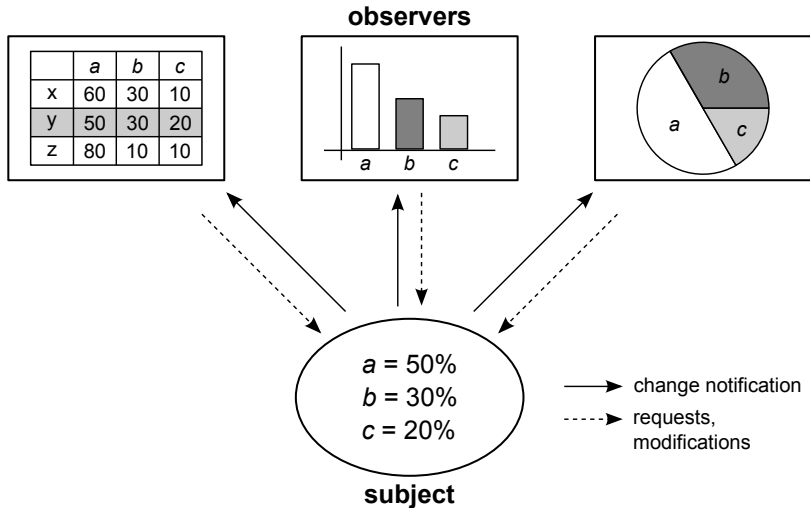 observers
a b c
x 60 30 10
y 50 30 20
z 80 10 10
a b c
a
b
c
a = 50%
b = 30%
c = 20%
subject
change notification
requests,
modifications